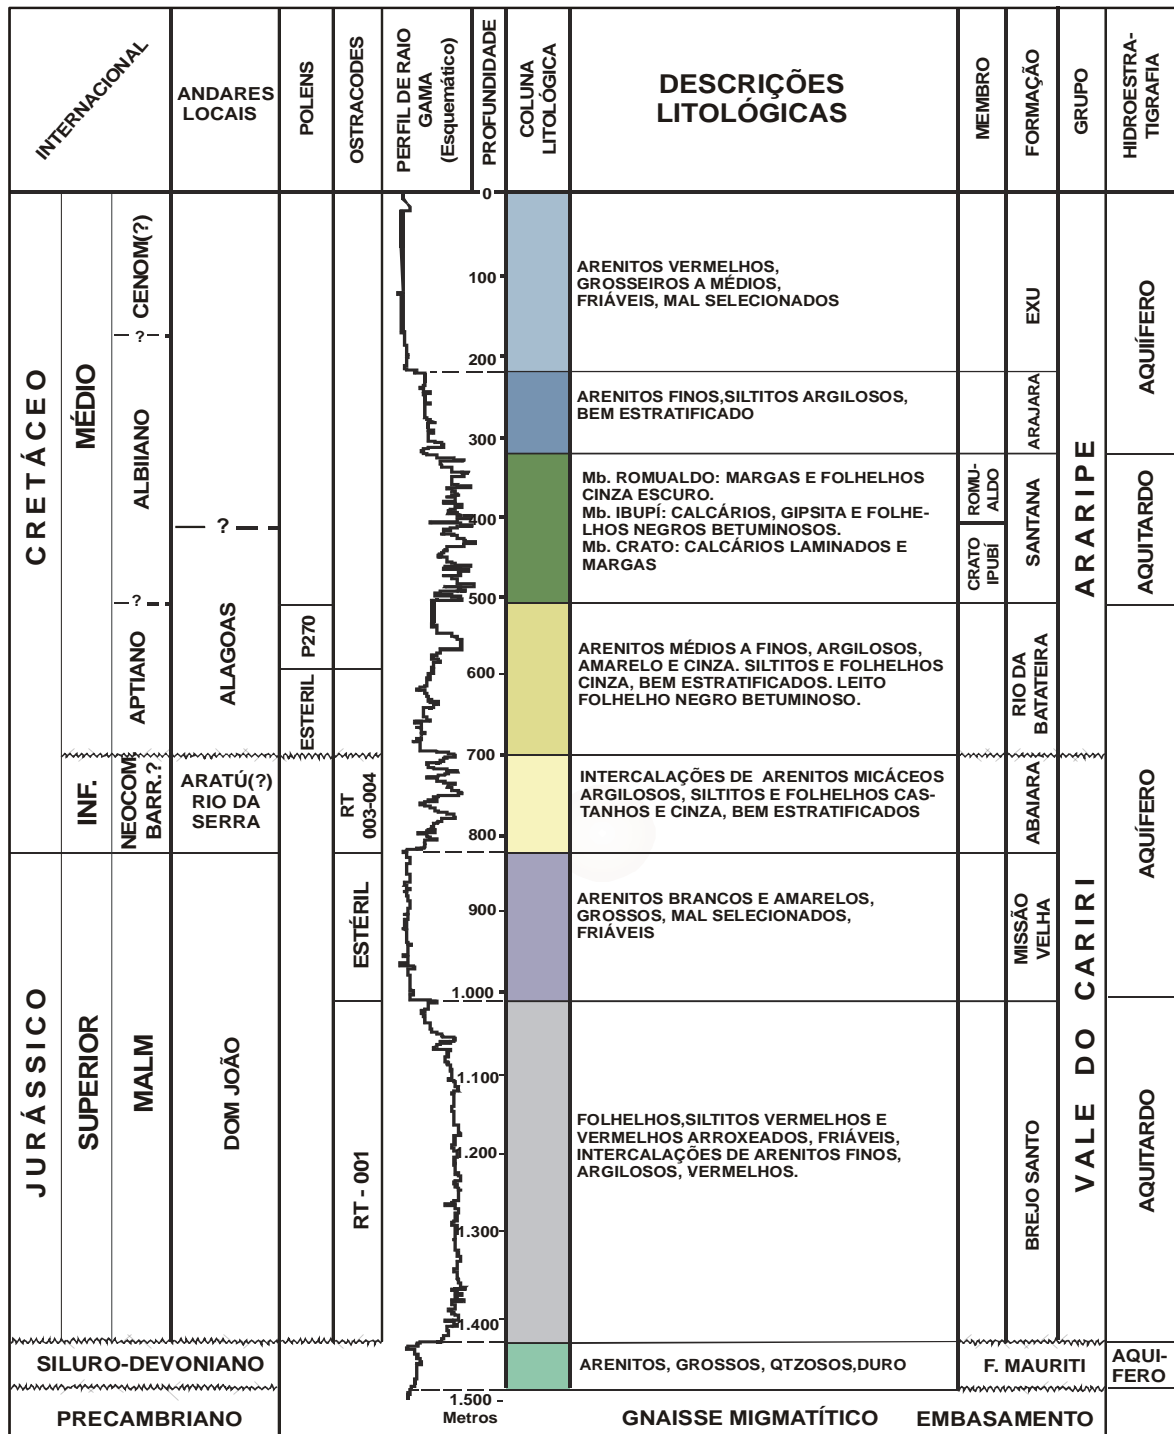 INTERNACIONAL
ANDARES
LOCAIS
POLENS
OSTRACODES
PERFIL DE RAIO
GAMA
(Esquemático)
PROFUNDIDADE
COLUNA
LITOLÓGICA
DESCRIÇÕES
LITOLÓGICAS
MEMBRO
FORMAÇÃO
GRUPO
HIDROESTRA-
TIGRAFIA
CRETÁCEO
MÉDIO
CENOM(?)
?
ALBIIANO
?
?
APTIANO
ALAGOAS
P270
ESTERIL
INF.
NEOCOM.
BARR.?
ARATÚ(?)
RIO DA
SERRA
RT
003-004
JURÁSSICO
SUPERIOR
MALM
DOM JOÃO
ESTÉRIL
RT - 001
SILURO-DEVONIANO
PRECAMBRIANO
0
100
200
300
400
500
600
700
800
900
1.000
1.100
1.200
1.300
1.400
1.500 -
Metros
ARENITOS VERMELHOS,
GROSSEIROS A MÉDIOS,
FRIÁVEIS, MAL SELECIONADOS
ARENITOS FINOS,SILTITOS ARGILOSOS,
BEM ESTRATIFICADO
Mb. ROMUALDO: MARGAS E FOLHELHOS
CINZA ESCURO.
Mb. IBUPÍ: CALCÁRIOS, GIPSITA E FOLHE-
LHOS NEGROS BETUMINOSOS.
Mb. CRATO: CALCÁRIOS LAMINADOS E
MARGAS
ARENITOS MÉDIOS A FINOS, ARGILOSOS,
AMARELO E CINZA. SILTITOS E FOLHELHOS
CINZA, BEM ESTRATIFICADOS. LEITO
FOLHELHO NEGRO BETUMINOSO.
INTERCALAÇÕES DE ARENITOS MICÁCEOS
ARGILOSOS, SILTITOS E FOLHELHOS CAS-
TANHOS E CINZA, BEM ESTRATIFICADOS
ARENITOS BRANCOS E AMARELOS,
GROSSOS, MAL SELECIONADOS,
FRIÁVEIS
FOLHELHOS,SILTITOS VERMELHOS E
VERMELHOS ARROXEADOS, FRIÁVEIS,
INTERCALAÇÕES DE ARENITOS FINOS,
ARGILOSOS, VERMELHOS.
ARENITOS, GROSSOS, QTZOSOS,DURO
GNAISSE MIGMATÍTICO
ROMU-
ALDO
CRATO
IPUBÍ
EXU
ARAJARA
SANTANA
RIO DA
BATATEIRA
ABAIARA
MISSÃO
VELHA
BREJO SANTO
F. MAURITI
EMBASAMENTO
ARARIPE
VALE DO CARIRI
AQUIÍFERO
AQUITARDO
AQUÍFERO
AQUITARDO
AQUI-
FERO